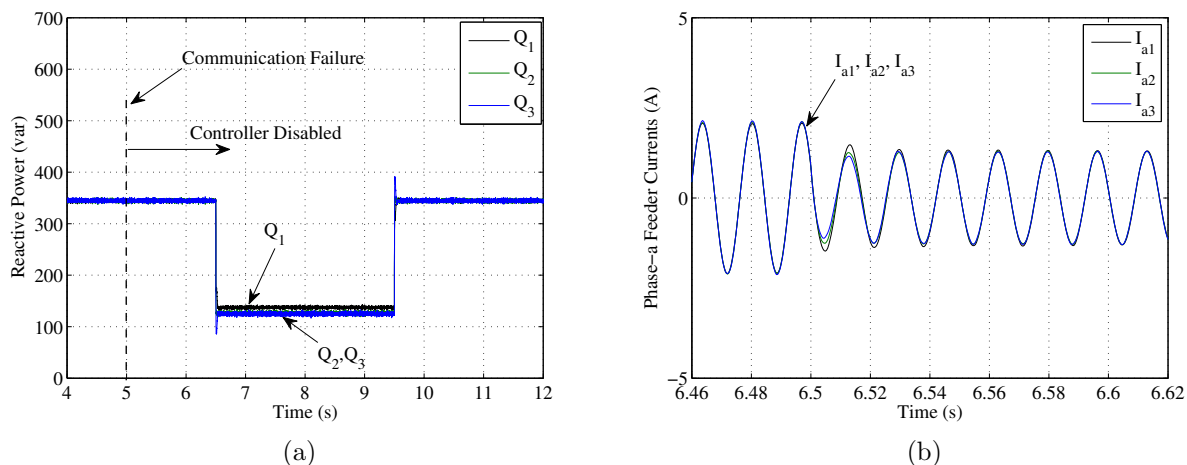 700
600
500
400
300
200
100
0
Reactive Power (var)
Communication Failure
Controller Disabled
Q1
Q2,Q3
Q1
Q2
Q3
4 5 6 7 8 9 10 11 12
Time (s)
(a)
5
0
−5
Phase−a Feeder Currents (A)
Ia1, Ia2, Ia3
Ia1
Ia2
Ia3
6.46 6.48 6.5 6.52 6.54 6.56 6.58 6.6 6.62
Time (s)
(b)